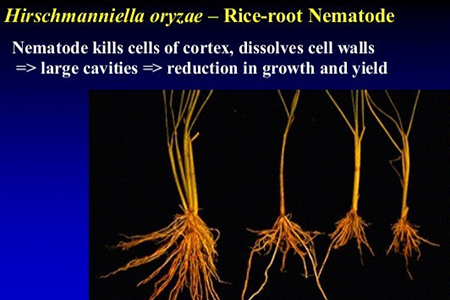 Hirschmanniella oryzae – Rice-root Nematode
Nematode kills cells of cortex, dissolves cell walls
=> large cavities => reduction in growth and yield